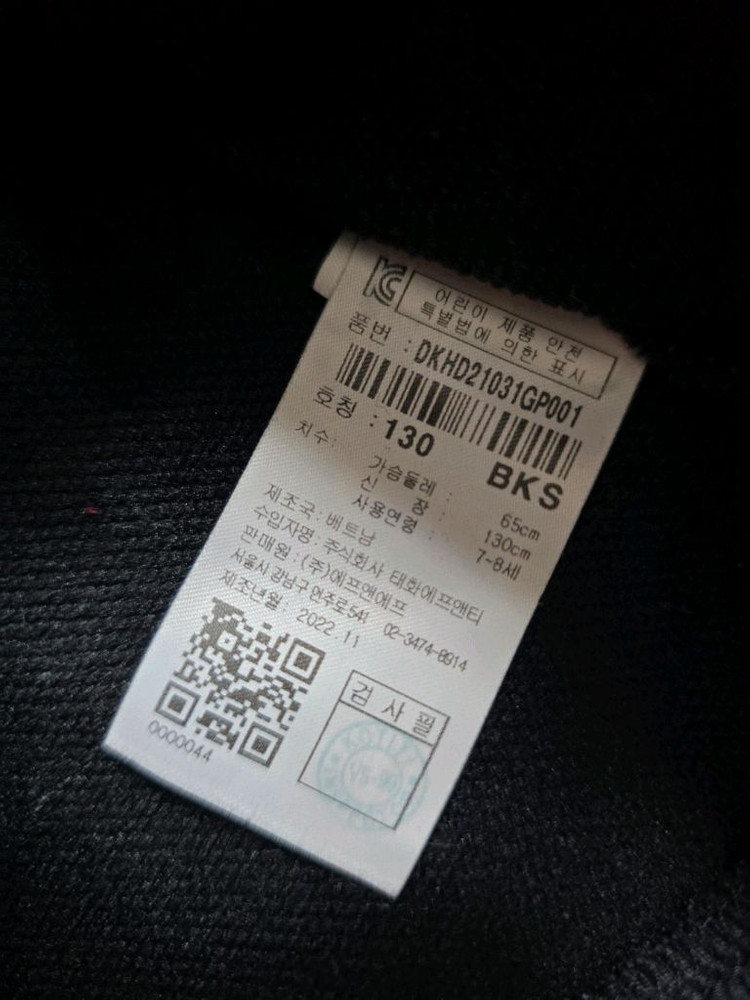 어린이 제품 안전
특별법에 의한 표시
품번 : DKHD21031GP001
호칭 : 130 BKS
치수: 가슴둘레 : 65cm
신 장 : 130cm
사용연령 : 7-8세
제조국 : 베트남
수입자명 : 주식회사 태화에프앤티
판매원 : (주)에프앤에프
서울시 강남구 언주로 541 02-3474-8914
제조년월 : 2022.11
0000044
검 사 필